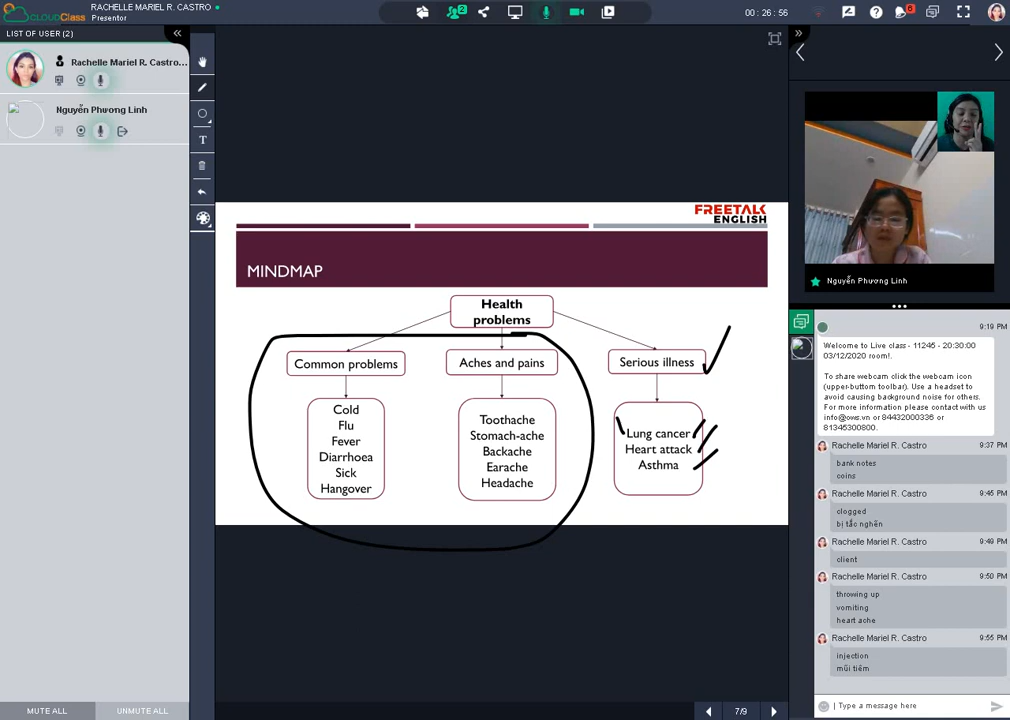 CLOUDClass
RACHELLE MARIEL R. CASTRO
Presentor
2
00 : 26 : 56
6
LIST OF USER (2)
Rachelle Mariel R. Castro...
Nguyễn Phương Linh
T
FREETALK
ENGLISH
MINDMAP
Health
problems
Common problems
Aches and pains
Serious illness
Cold
Flu
Fever
Diarrhoea
Sick
Hangover
Toothache
Stomach-ache
Backache
Earache
Headache
Lung cancer
Heart attack
Asthma
Nguyễn Phương Linh
9:19 PM
Welcome to Live class - 11245 - 20:30:00
03/12/2020 room!.
To share webcam click the webcam icon
(upper-buttom toolbar). Use a headset to
avoid causing background noise for others.
For more information please contact with us
info@ows.vn or 84432000336 or
81345300800.
Rachelle Mariel R. Castro 9:37 PM
bank notes
coins
Rachelle Mariel R. Castro 9:45 PM
clogged
bị tắc nghẽn
Rachelle Mariel R. Castro 9:49 PM
client
Rachelle Mariel R. Castro 9:50 PM
throwing up
vomiting
heart ache
Rachelle Mariel R. Castro 9:55 PM
injection
mũi tiêm
MUTE ALL
UNMUTE ALL
7/9
Type a message here